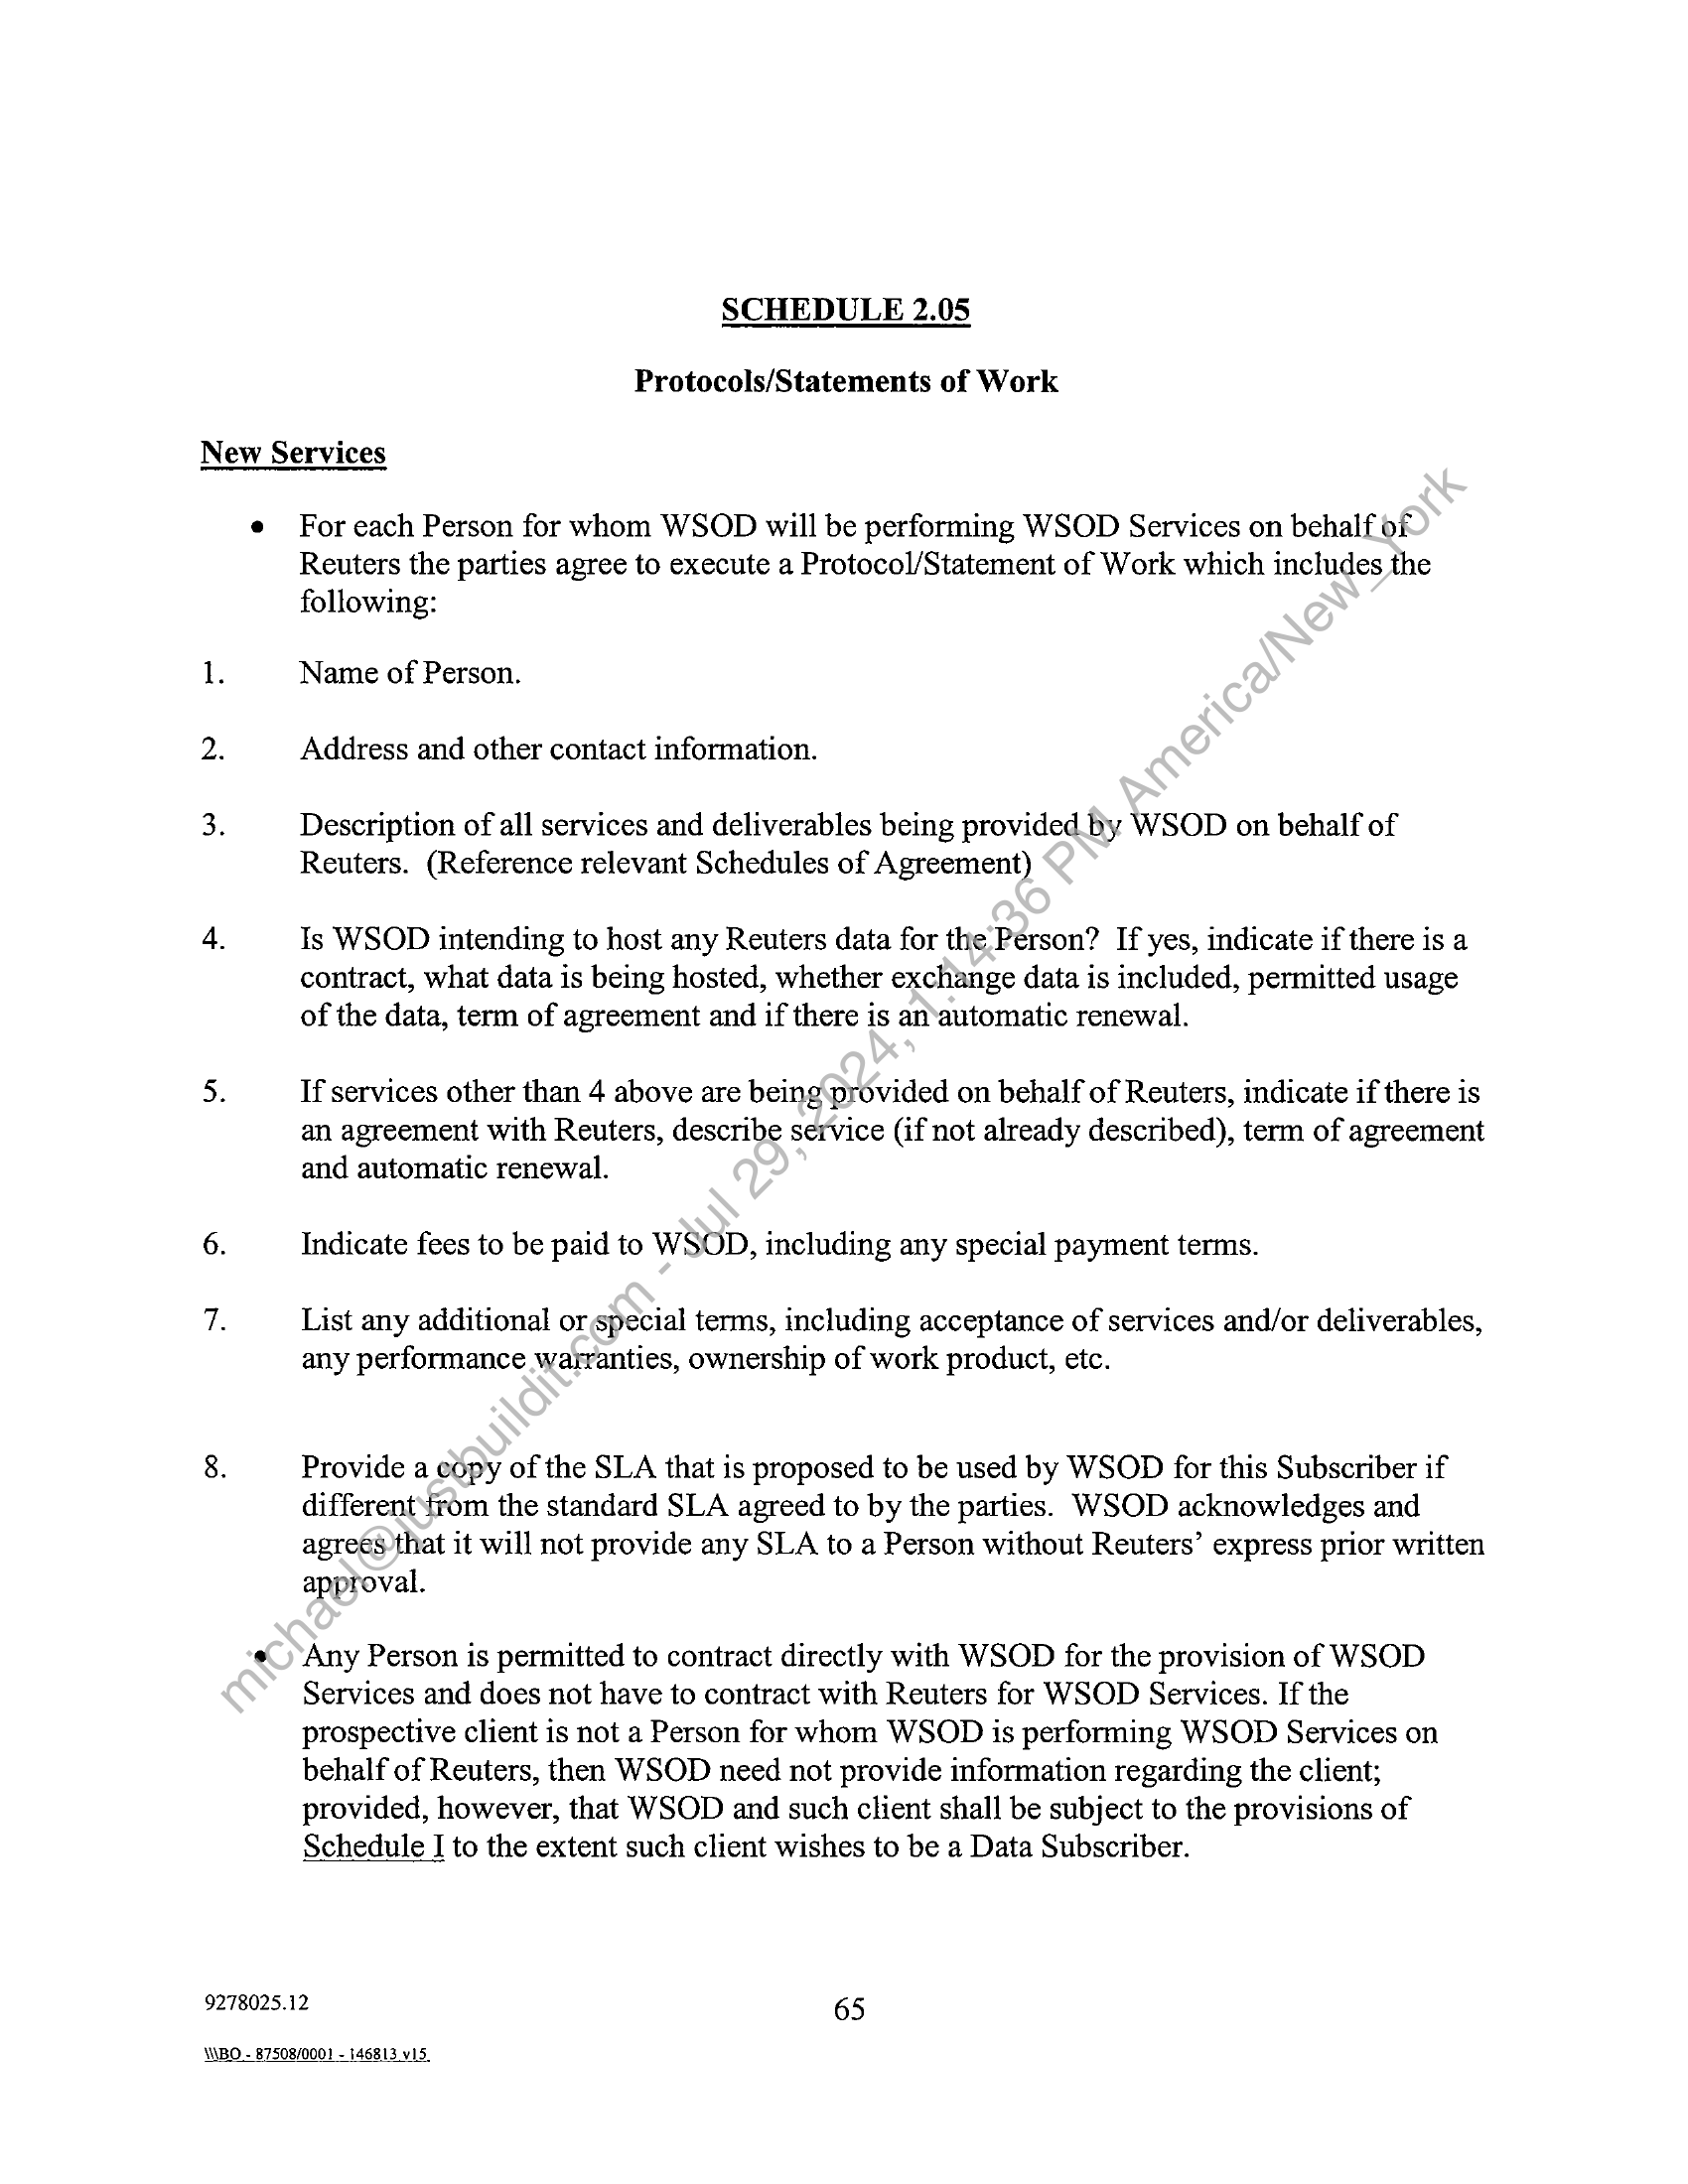 SCHEDULE 2.05
Protocols/Statements of Work
New Services
• For each Person for whom WSOD will be performing WSOD Services on behalf of
Reuters the parties agree to execute a Protocol/Statement of Work which includes the
following:
1. Name of Person.
2. Address and other contact information.
3. Description of all services and deliverables being provided by WSOD on behalf of
Reuters. (Reference relevant Schedules of Agreement)
4. Is WSOD intending to host any Reuters data for the Person? If yes, indicate if there is a
contract, what data is being hosted, whether exchange data is included, permitted usage
of the data, term of agreement and if there is an automatic renewal.
5. If services other than 4 above are being provided on behalf of Reuters, indicate if there is
an agreement with Reuters, describe service (if not already described), term of agreement
and automatic renewal.
6. Indicate fees to be paid to WSOD, including any special payment terms.
7. List any additional or special terms, including acceptance of services and/or deliverables,
any performance warranties, ownership of work product, etc.
8. Provide a copy of the SLA that is proposed to be used by WSOD for this Subscriber if
different from the standard SLA agreed to by the parties. WSOD acknowledges and
agrees that it will not provide any SLA to a Person without Reuters’ express prior written
approval.
• Any Person is permitted to contract directly with WSOD for the provision of WSOD
Services and does not have to contract with Reuters for WSOD Services. If the
prospective client is not a Person for whom WSOD is performing WSOD Services on
behalf of Reuters, then WSOD need not provide information regarding the client;
provided, however, that WSOD and such client shall be subject to the provisions of
Schedule I to the extent such client wishes to be a Data Subscriber.
9278025.12
65
\\\BO - 87508/0001 - 146813 v15
michael@justbuildit.com - Jul 29, 2024, 1:14:36 PM America/New_York